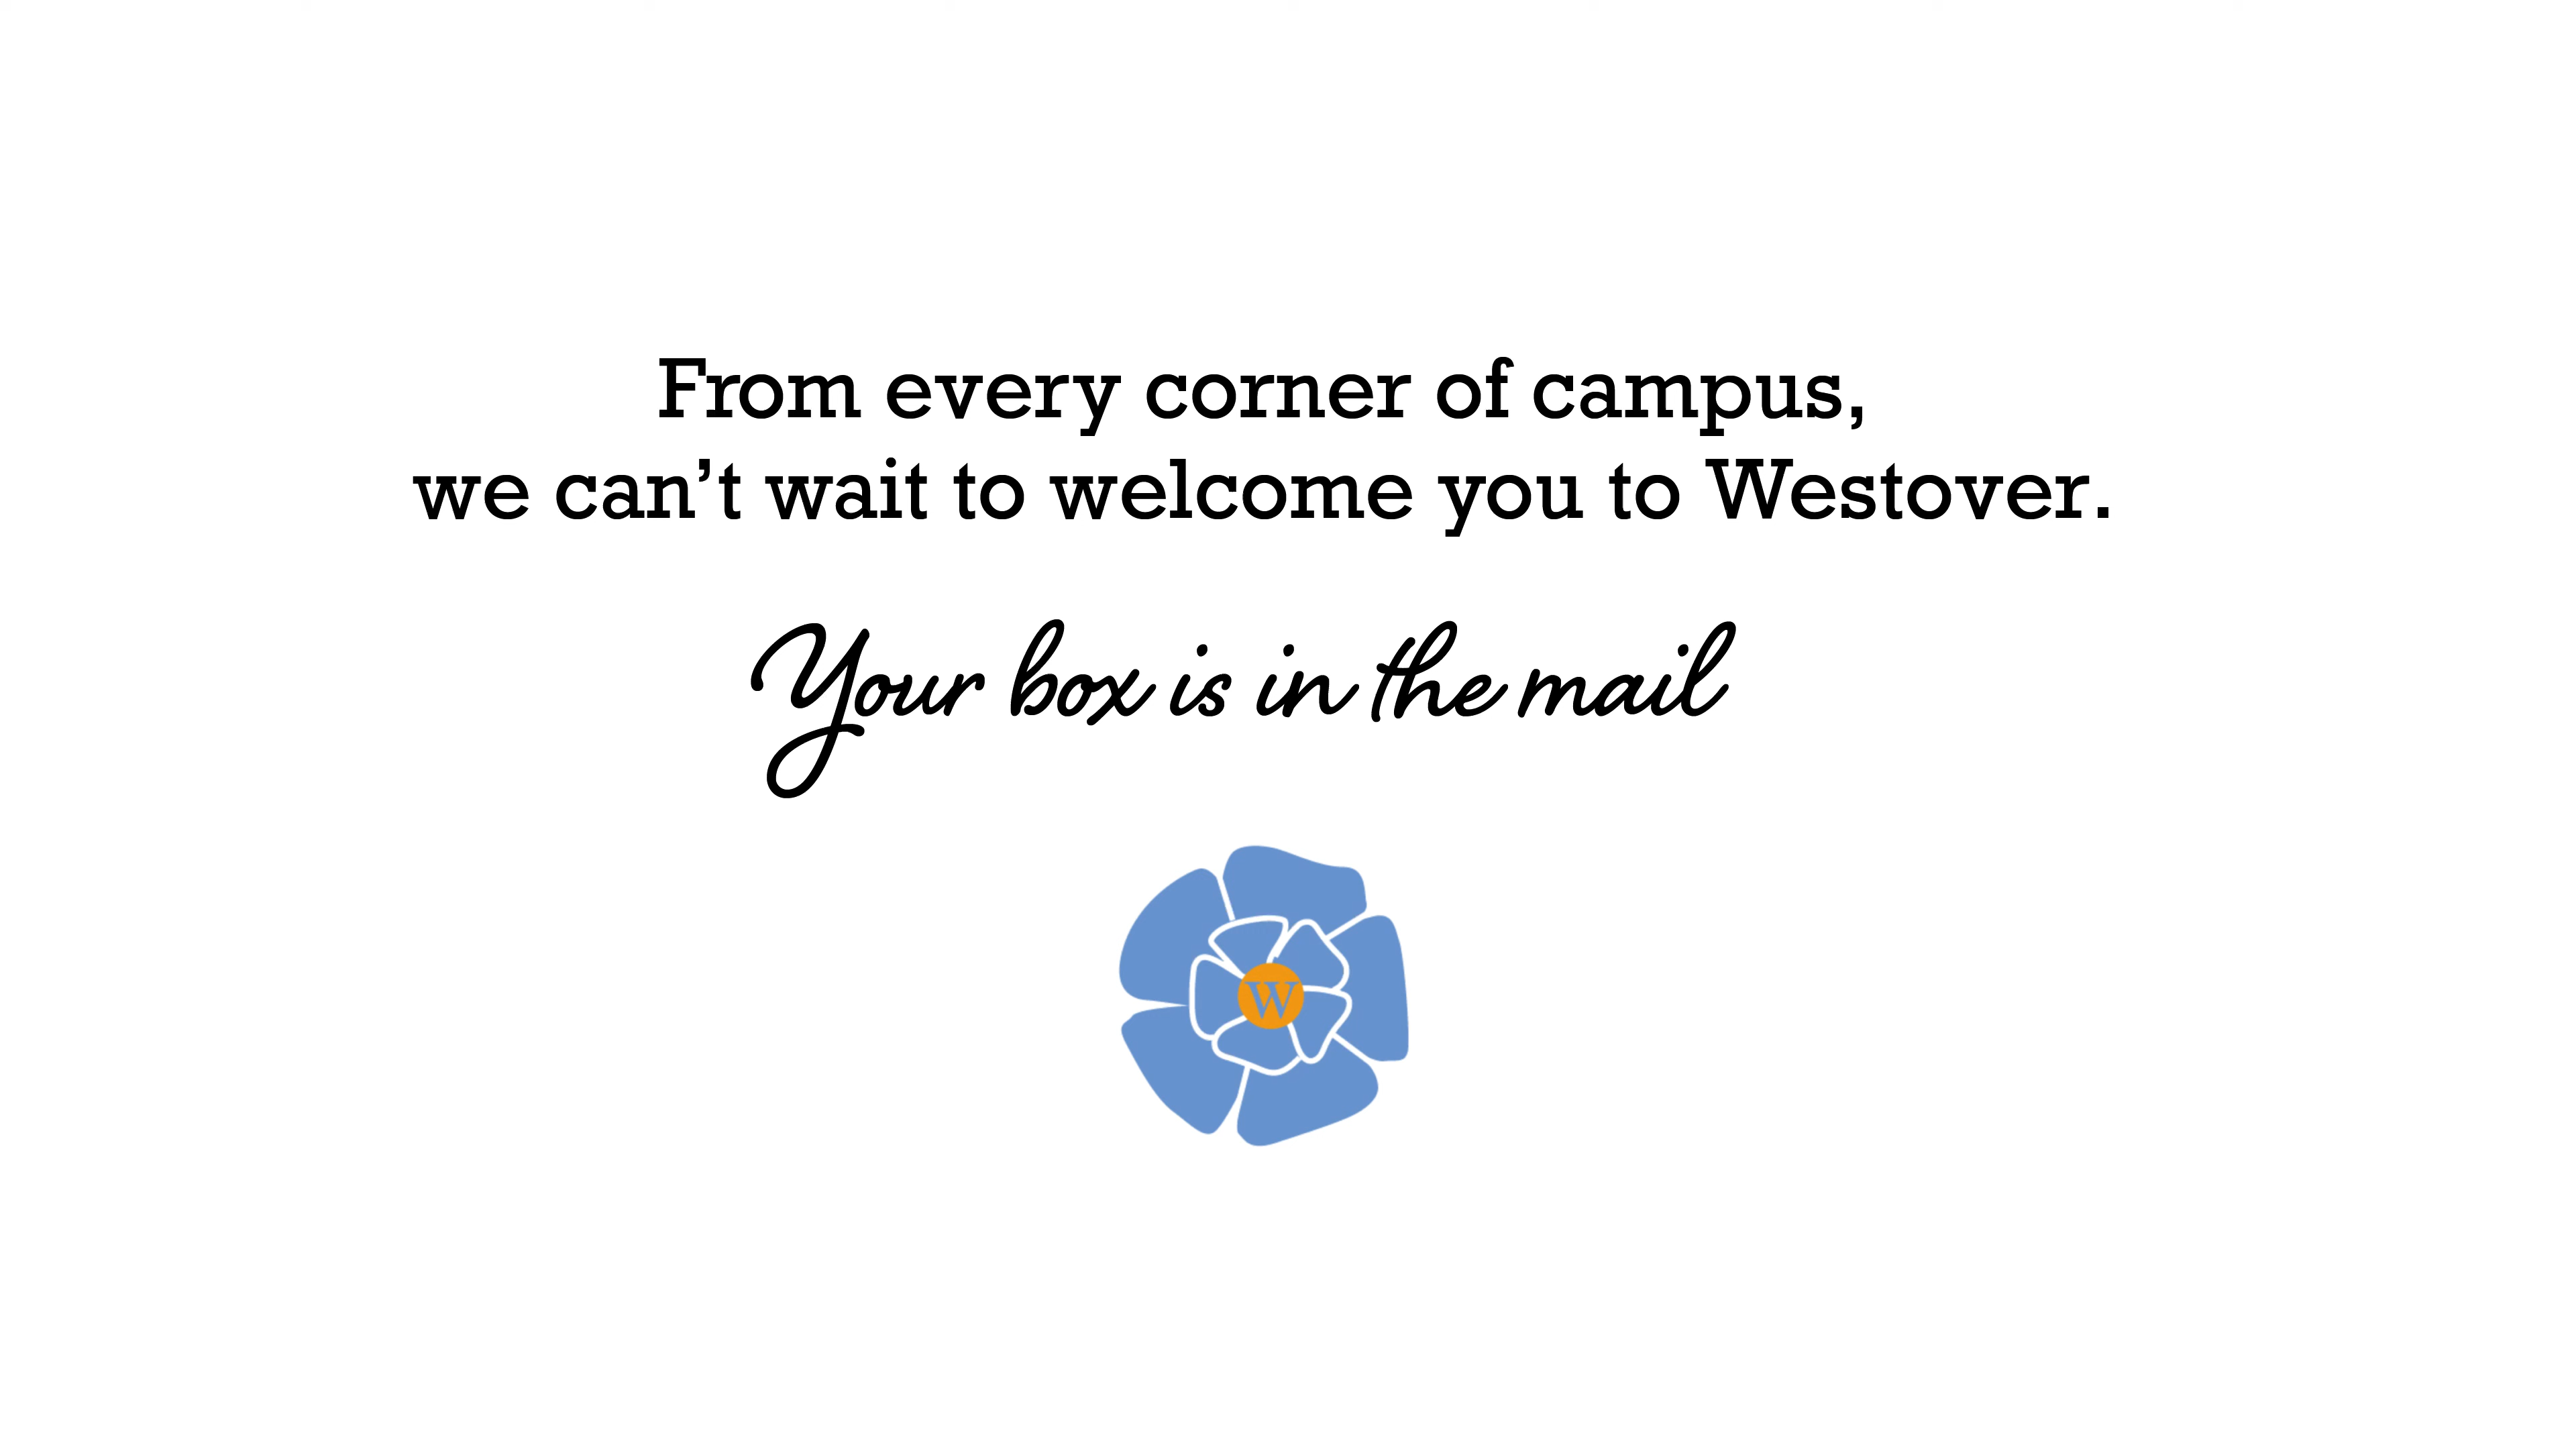 From every corner of campus,
we can’t wait to welcome you to Westover.
Your box is in the mail
W